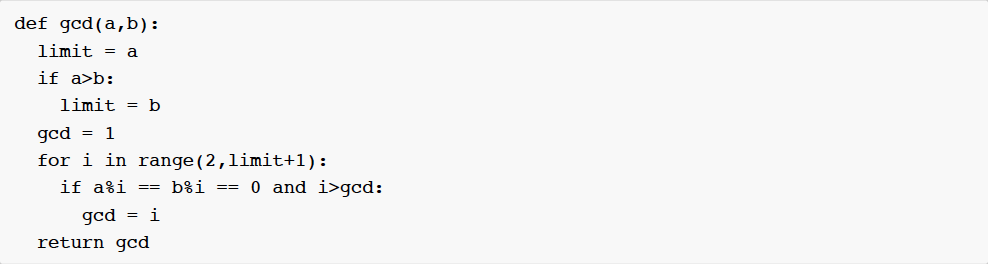 def gcd(a,b):
  limit = a
  if a>b:
    limit = b
  gcd = 1
  for i in range(2,limit+1):
    if a%i == b%i == 0 and i>gcd:
      gcd = i
  return gcd